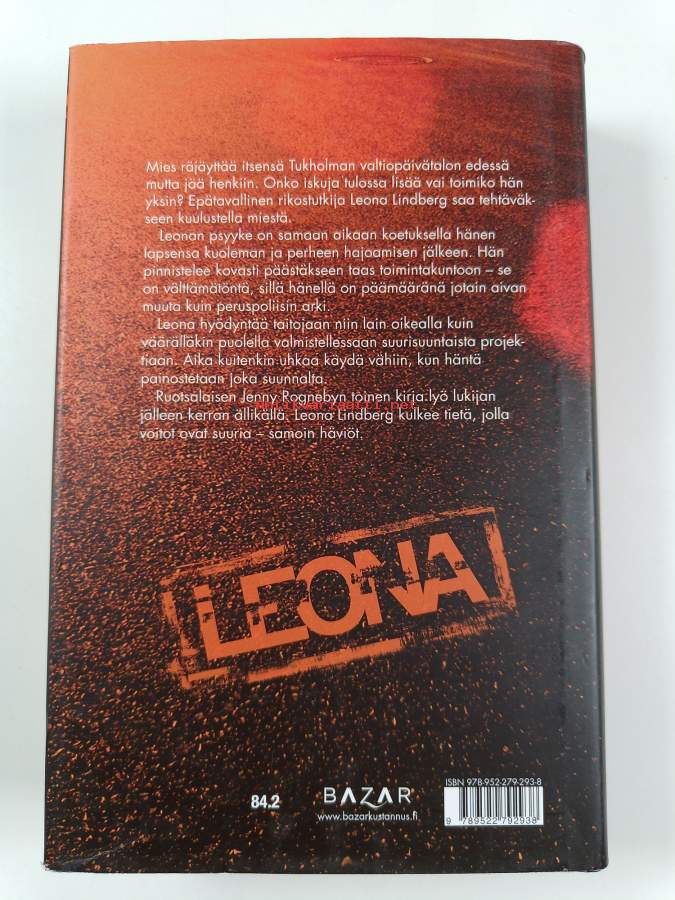 Mies räjäyttää itsensä Tukholman valtiopäivätalon edessä
mutta jää henkiin. Onko iskuja tulossa lisää vai toimiko hän
yksin? Epätavallinen rikostutkija Leona Lindberg saa tehtäväk-
seen kuulustella miestä.
Leonan psyyke on samaan aikaan koetuksella hänen
lapsensa kuoleman ja perheen hajoamisen jälkeen. Hän
pinnistelee kovasti päästäkseen taas toimintakuntoon – se
on välttämätöntä, sillä hänellä on päämääränä jotain aivan
muuta kuin peruspoliisin arki.
Leona hyödyntää taitojaan niin lain oikealla kuin
väärälläkin puolella valmistellessaan suurisuuntaista projek-
tiaan. Aika kuitenkin uhkaa käydä vähiin, kun häntä
painostetaan joka suunnalta.
Ruotsalaisen Jenny Rognebyn toinen kirja lyö lukijan
jälleen kerran ällikällä. Leona Lindberg kulkee tietä, jolla
voitot ovat suuria – samoin häviöt.
LEONA
ISBN 978-952-279-293-8
84.2
BAZAR
www.bazarkustannus.fi
9 789522 792938